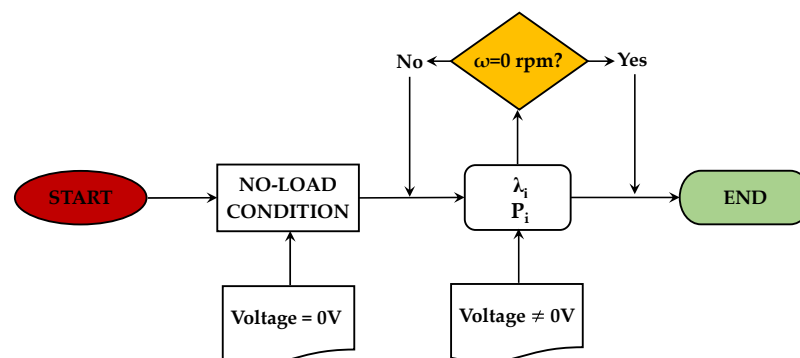 No
ω=0 rpm?
Yes
START
NO-LOAD
CONDITION
λi
Pi
END
Voltage = 0V
Voltage ≠ 0V